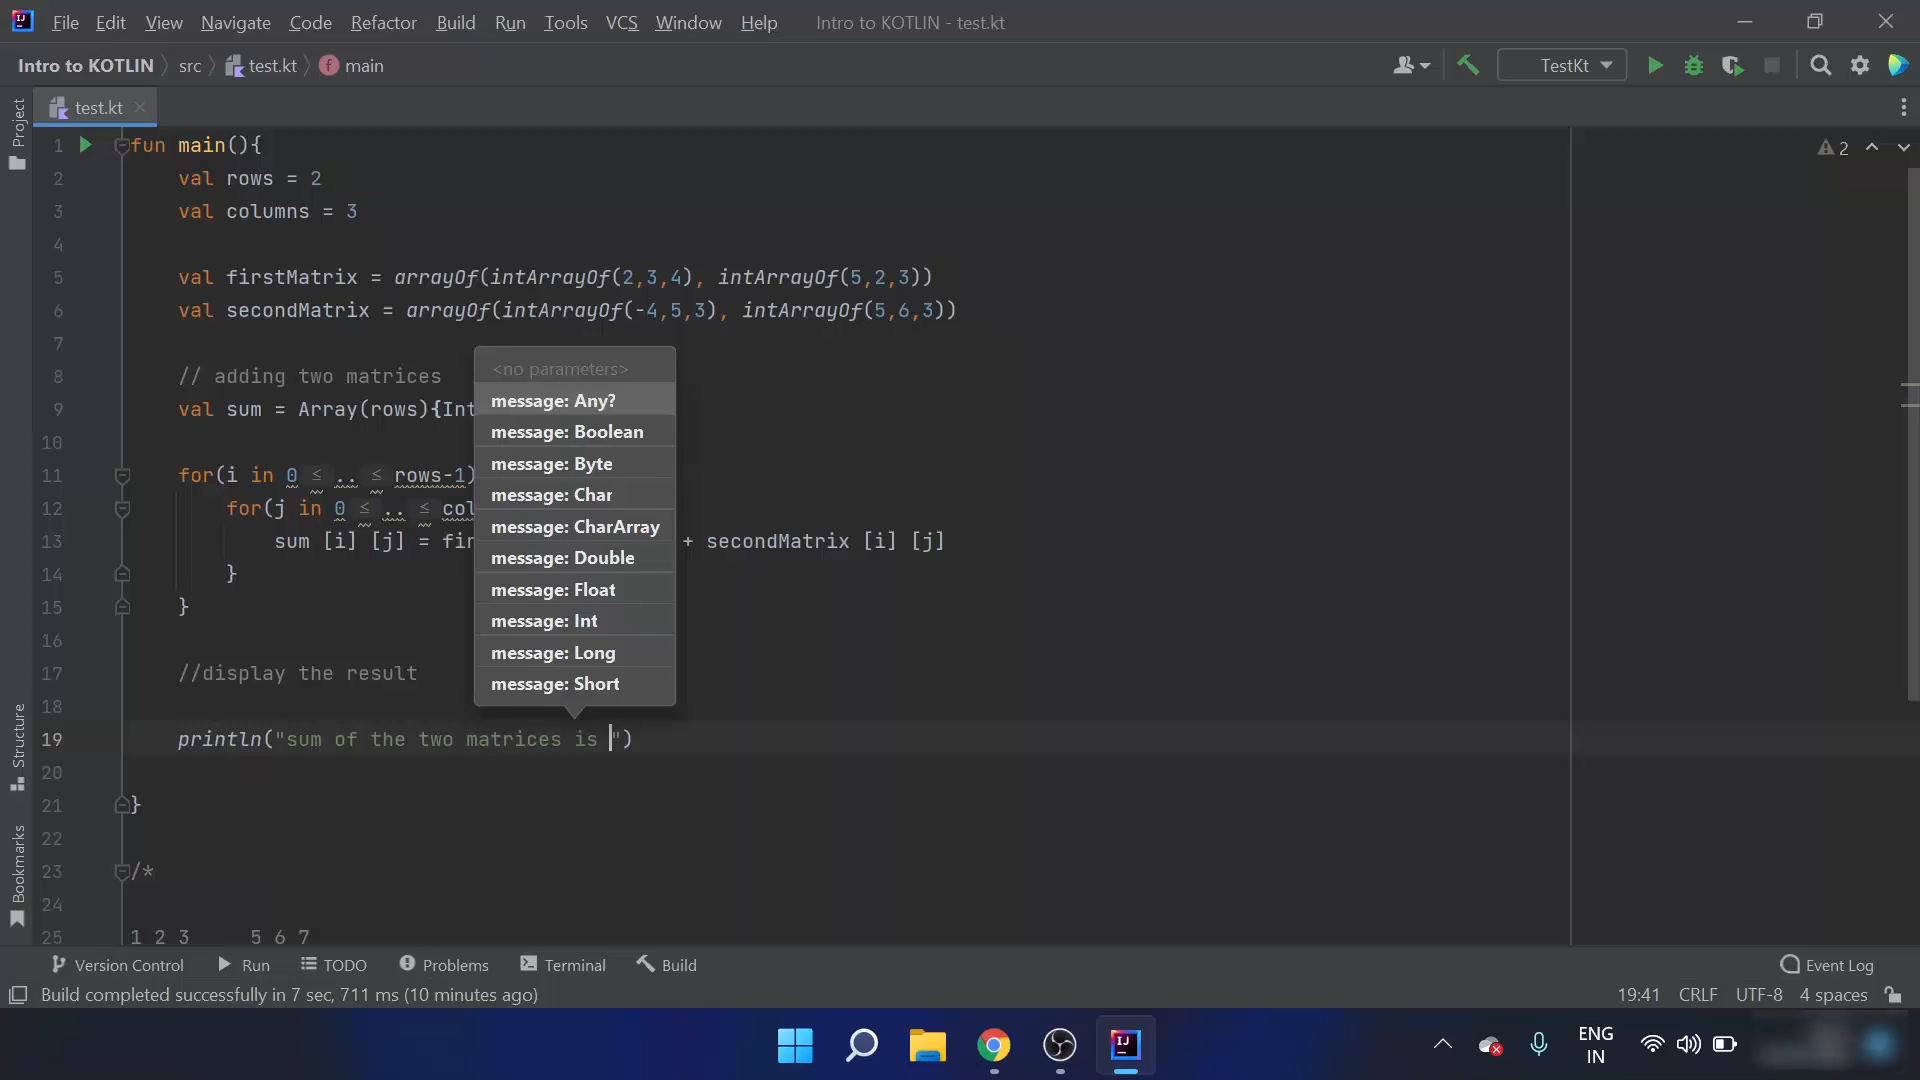 File Edit View Navigate Code Refactor Build Run Tools VCS Window Help Intro to KOTLIN - test.kt
Intro to KOTLIN src test.kt f main TestKt
Project
test.kt
1 fun main(){
2 val rows = 2
3 val columns = 3
4
5 val firstMatrix = arrayOf(intArrayOf(2,3,4), intArrayOf(5,2,3))
6 val secondMatrix = arrayOf(intArrayOf(-4,5,3), intArrayOf(5,6,3))
7
8 // adding two matrices
9 val sum = Array(rows){Int
10
11 for(i in 0 ≤ .. ≤ rows-1)
12 for(j in 0 ≤ .. ≤ col
13 sum [i] [j] = fir + secondMatrix [i] [j]
14 }
15 }
16
17 //display the result
18
19 println("sum of the two matrices is ")
20
21 }
22
23 /*
24
25 1 2 3 5 6 7
2
<no parameters>
message: Any?
message: Boolean
message: Byte
message: Char
message: CharArray
message: Double
message: Float
message: Int
message: Long
message: Short
Structure
Bookmarks
Version Control Run TODO Problems Terminal Build Event Log
Build completed successfully in 7 sec, 711 ms (10 minutes ago) 19:41 CRLF UTF-8 4 spaces
IJ
ENG
IN